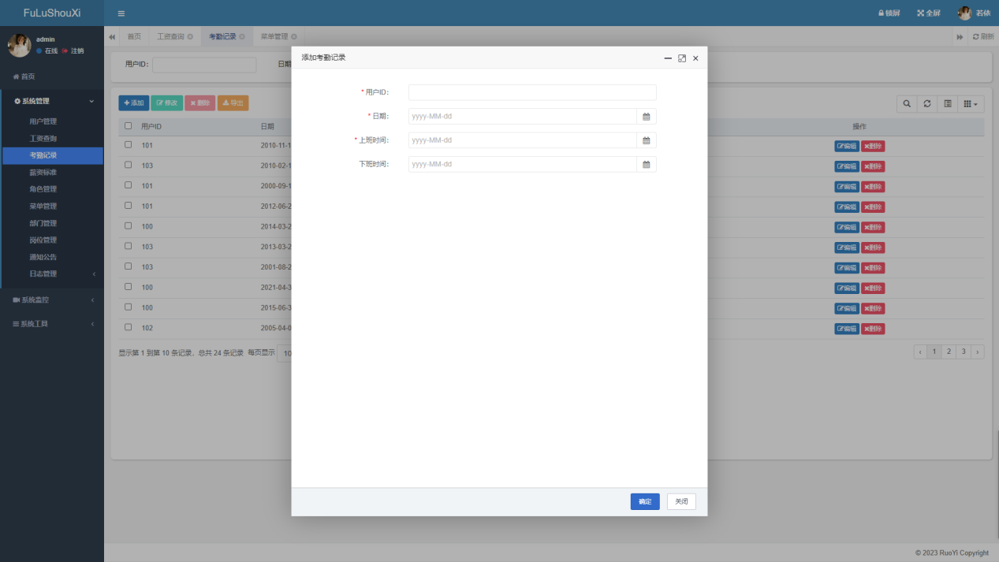 FuLuShouXi
锁屏 全屏 若依
admin
在线 注销
首页 工资查询 考勤记录 菜单管理 刷新
首页
系统管理
用户管理
工资查询
考勤记录
薪资标准
角色管理
菜单管理
部门管理
岗位管理
通知公告
日志管理
系统监控
系统工具
用户ID: 日期
添加 修改 删除 导出
用户ID 日期 操作
101 2010-11-1 编辑 删除
103 2010-02-1 编辑 删除
101 2000-09-1 编辑 删除
101 2012-06-2 编辑 删除
100 2014-03-2 编辑 删除
103 2013-03-2 编辑 删除
103 2001-08-2 编辑 删除
100 2021-04-3 编辑 删除
100 2015-06-3 编辑 删除
102 2005-04-0 编辑 删除
显示第 1 到第 10 条记录，总共 24 条记录 每页显示 10
‹ 1 2 3 ›
添加考勤记录
* 用户ID:
* 日期: yyyy-MM-dd
* 上班时间: yyyy-MM-dd
下班时间: yyyy-MM-dd
确定 关闭
© 2023 RuoYi Copyright